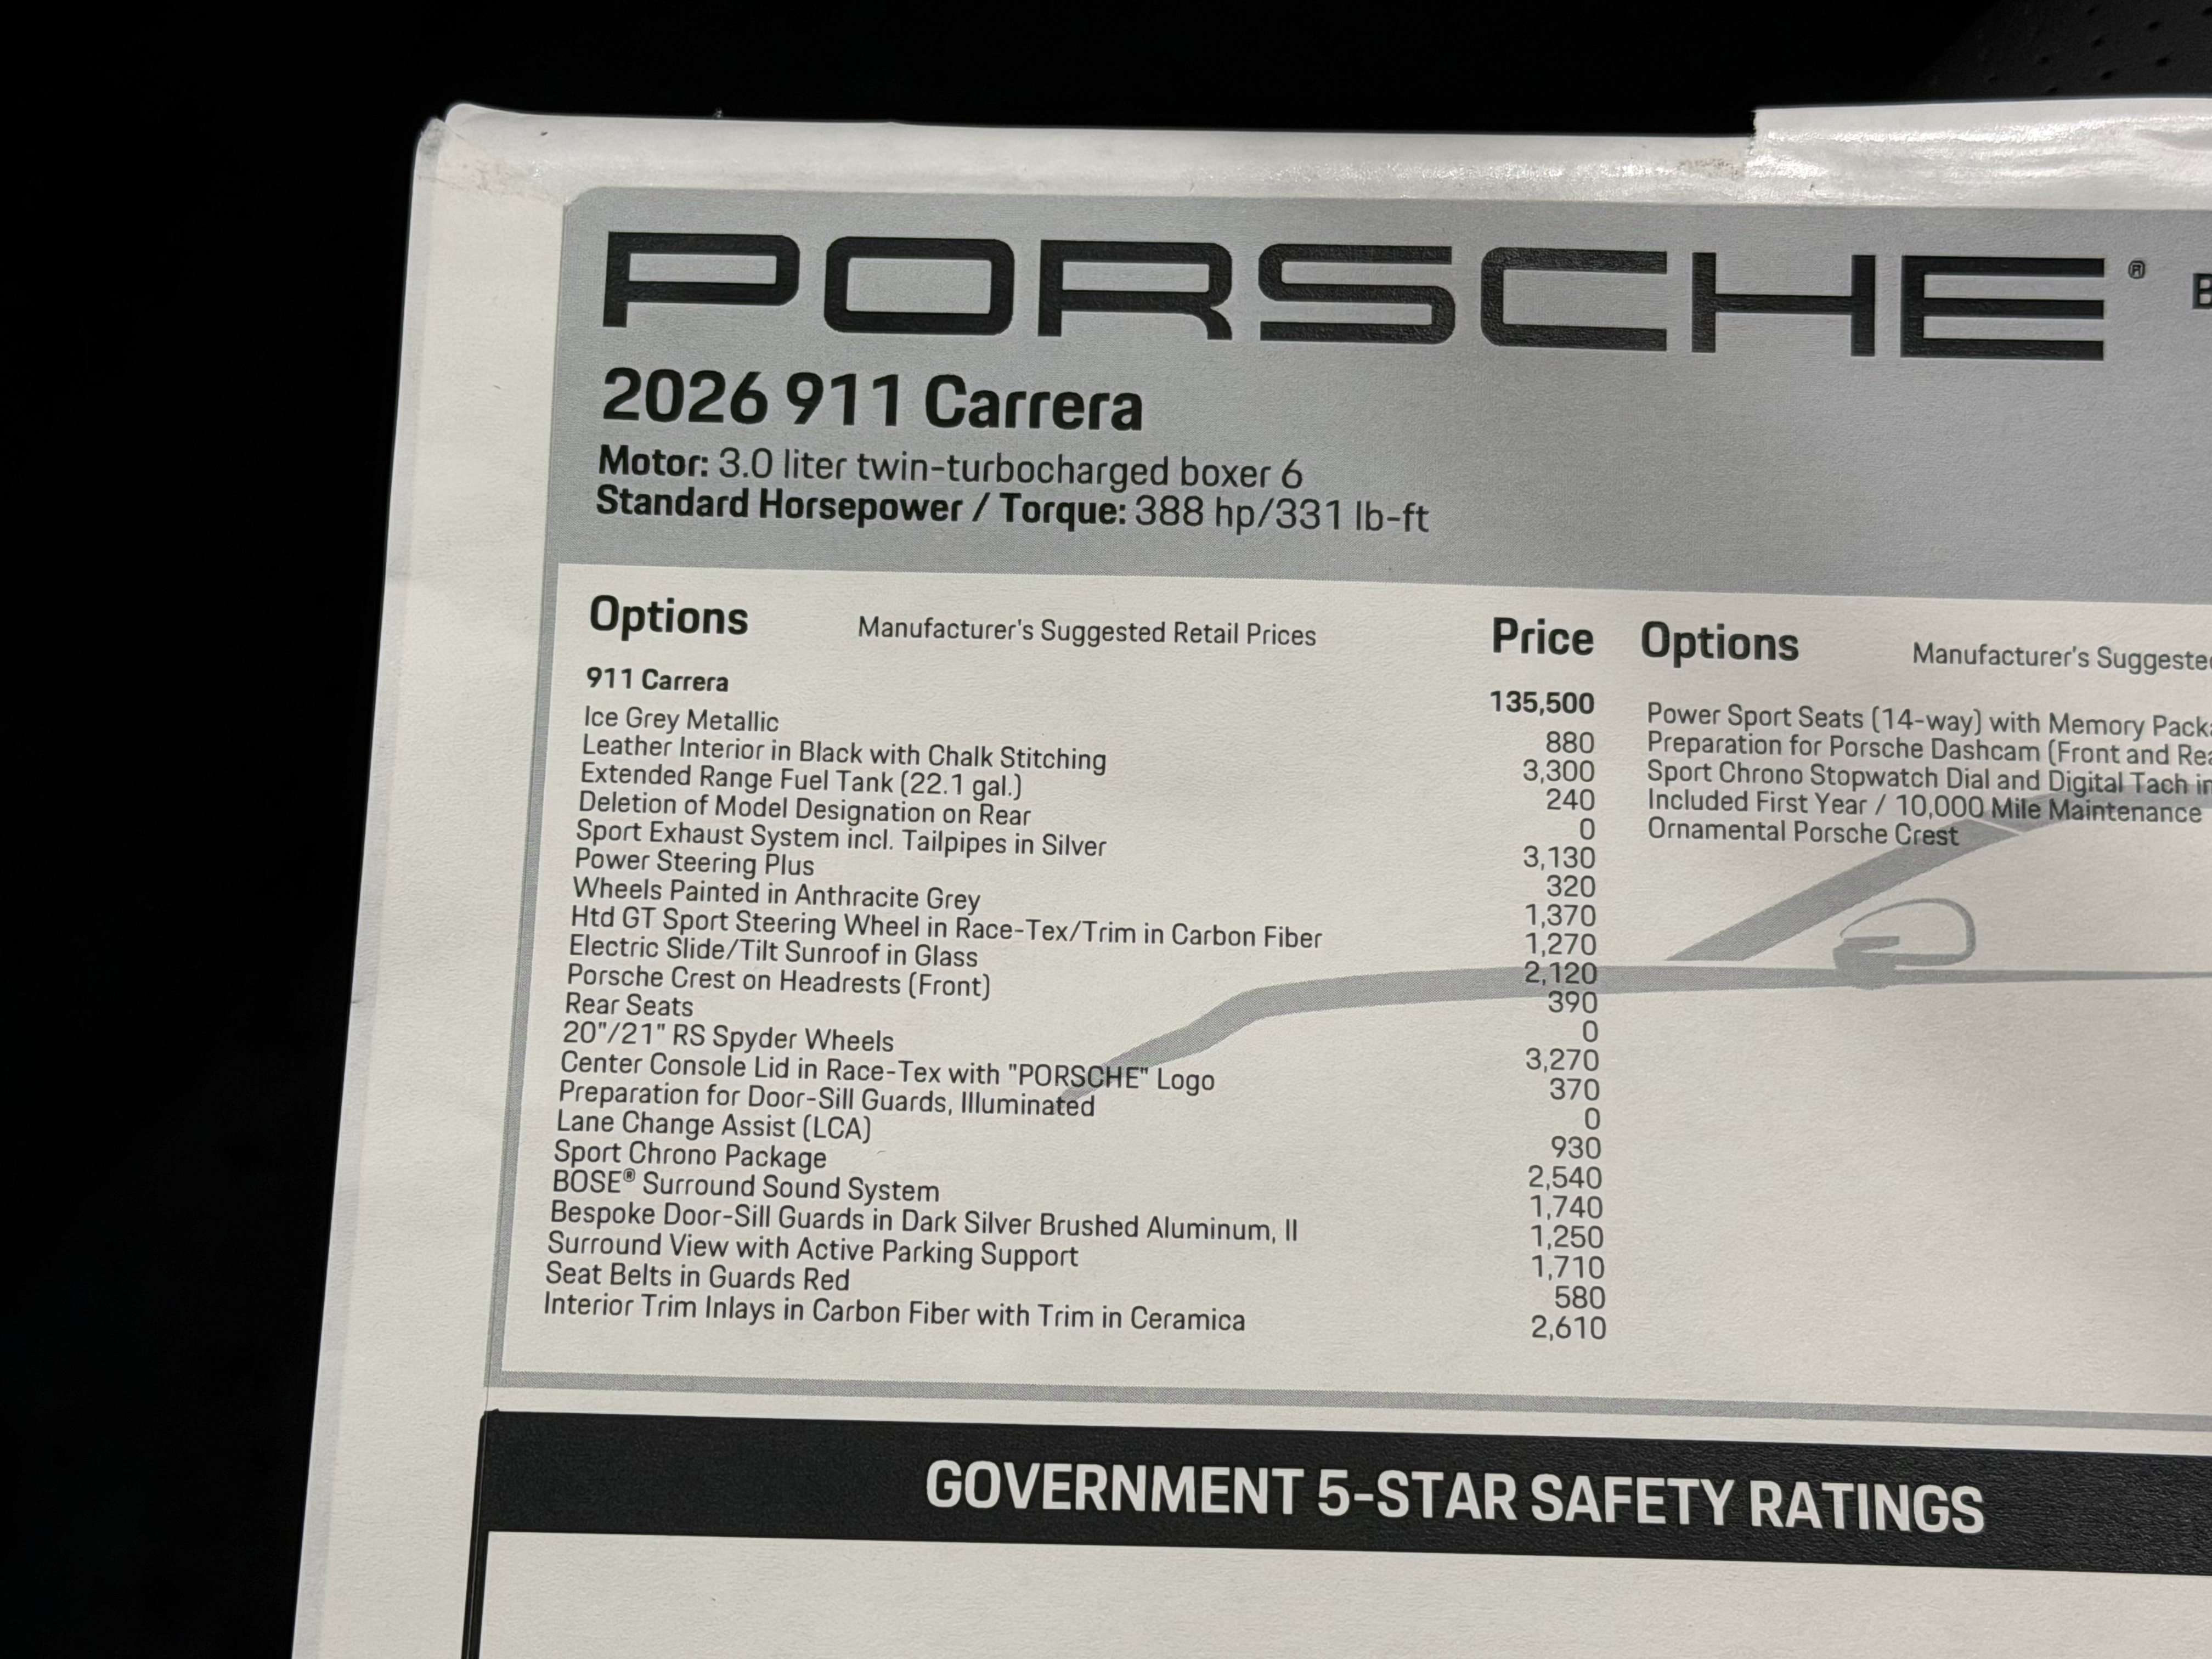 PORSCHE®
2026 911 Carrera
Motor: 3.0 liter twin-turbocharged boxer 6
Standard Horsepower / Torque: 388 hp/331 lb-ft
Options Manufacturer's Suggested Retail Prices Price
911 Carrera 135,500
Ice Grey Metallic 880
Leather Interior in Black with Chalk Stitching 3,300
Extended Range Fuel Tank (22.1 gal.) 240
Deletion of Model Designation on Rear 0
Sport Exhaust System incl. Tailpipes in Silver 3,130
Power Steering Plus 320
Wheels Painted in Anthracite Grey 1,370
Htd GT Sport Steering Wheel in Race-Tex/Trim in Carbon Fiber 1,270
Electric Slide/Tilt Sunroof in Glass 2,120
Porsche Crest on Headrests (Front) 390
Rear Seats 0
20"/21" RS Spyder Wheels 3,270
Center Console Lid in Race-Tex with "PORSCHE" Logo 370
Preparation for Door-Sill Guards, Illuminated 0
Lane Change Assist (LCA) 930
Sport Chrono Package 2,540
BOSE® Surround Sound System 1,740
Bespoke Door-Sill Guards in Dark Silver Brushed Aluminum, Il 1,250
Surround View with Active Parking Support 1,710
Seat Belts in Guards Red 580
Interior Trim Inlays in Carbon Fiber with Trim in Ceramica 2,610
Options Manufacturer's
Power Sport Seats (14-way) with Memory
Preparation for Porsche Dashcam (Front and
Sport Chrono Stopwatch Dial and Digital Tach
Included First Year / 10,000 Mile Maintenance
Ornamental Porsche Crest
GOVERNMENT 5-STAR SAFETY RATINGS